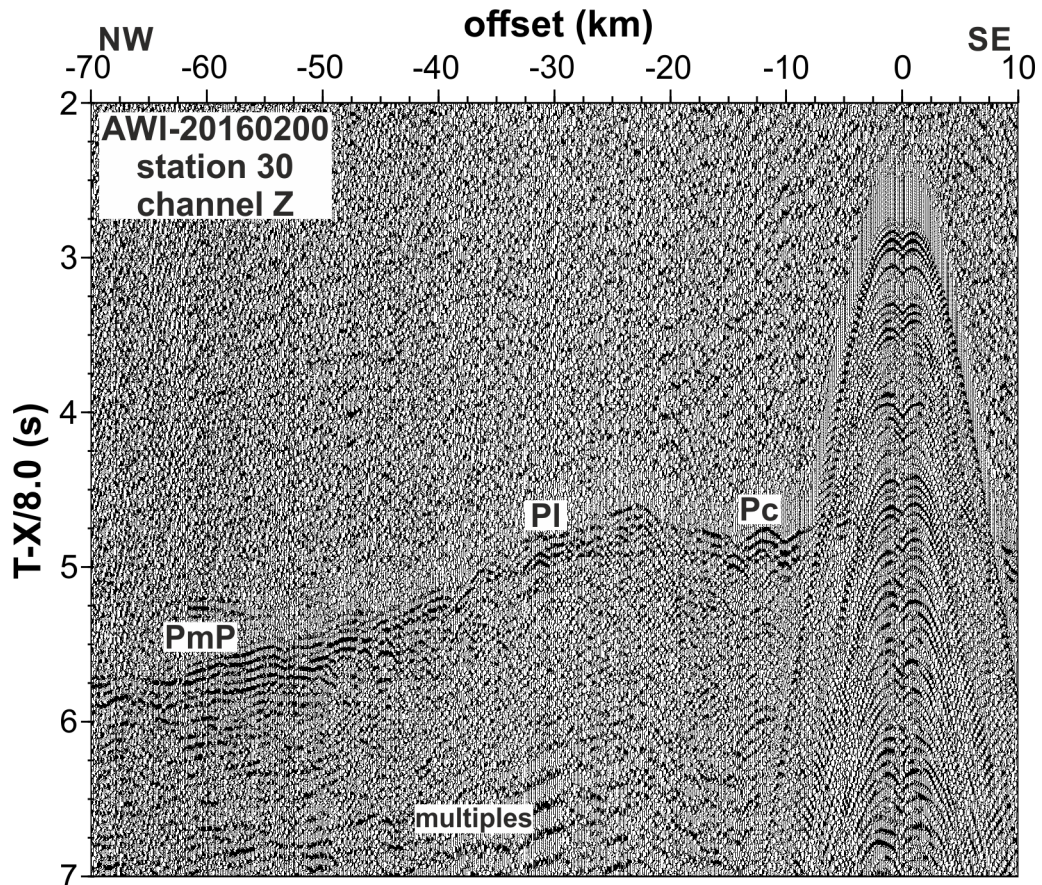 offset (km)
NW SE
-70 -60 -50 -40 -30 -20 -10 0 10
2
AWI-20160200
station 30
channel Z
3
4
T-X/8.0 (s)
Pl Pc
5
PmP
6
multiples
7